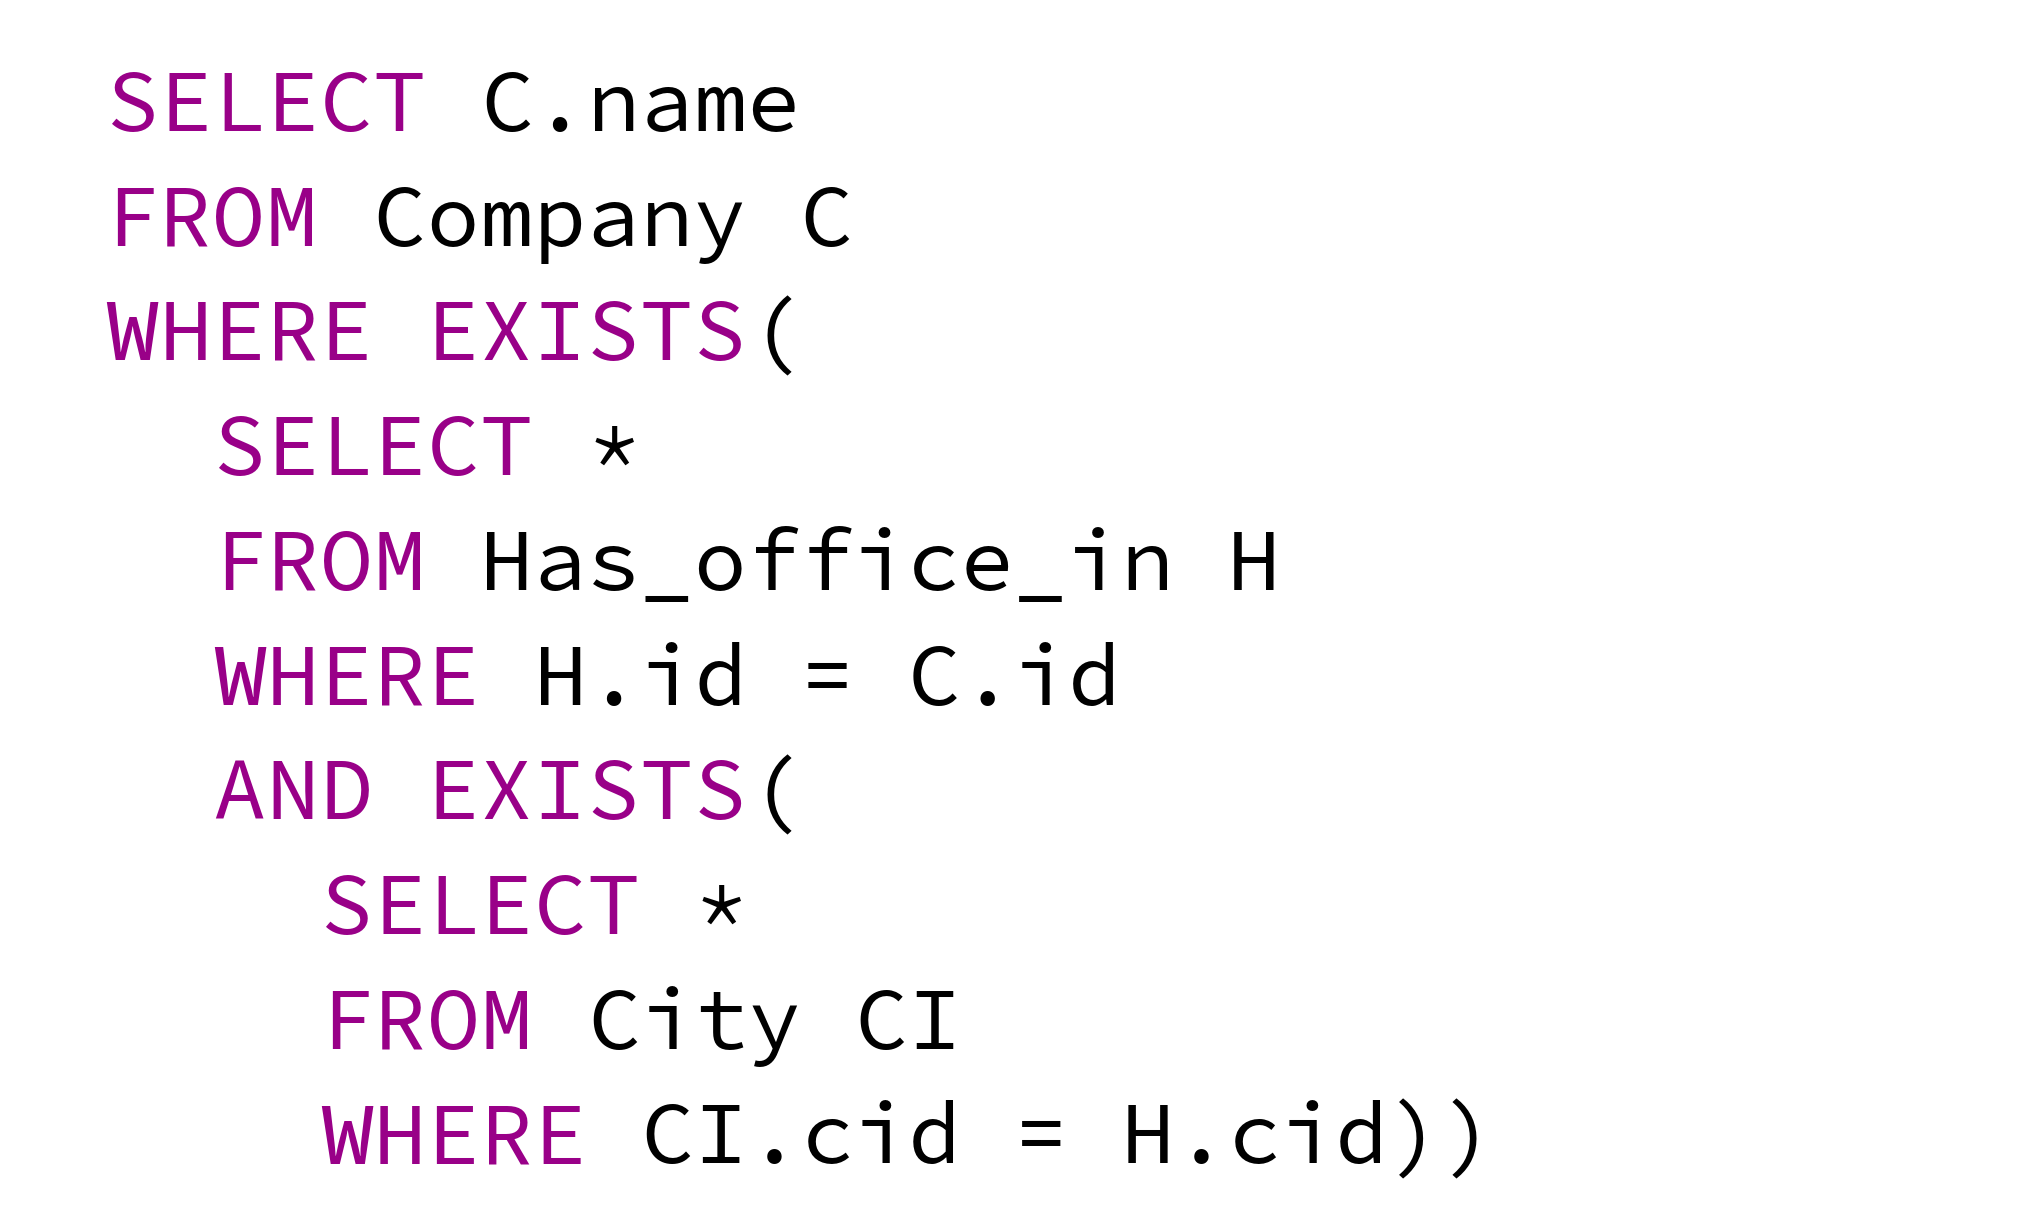 SELECT C.name
FROM Company C
WHERE EXISTS(
  SELECT *
  FROM Has_office_in H
  WHERE H.id = C.id
  AND EXISTS(
    SELECT *
    FROM City CI
    WHERE CI.cid = H.cid))